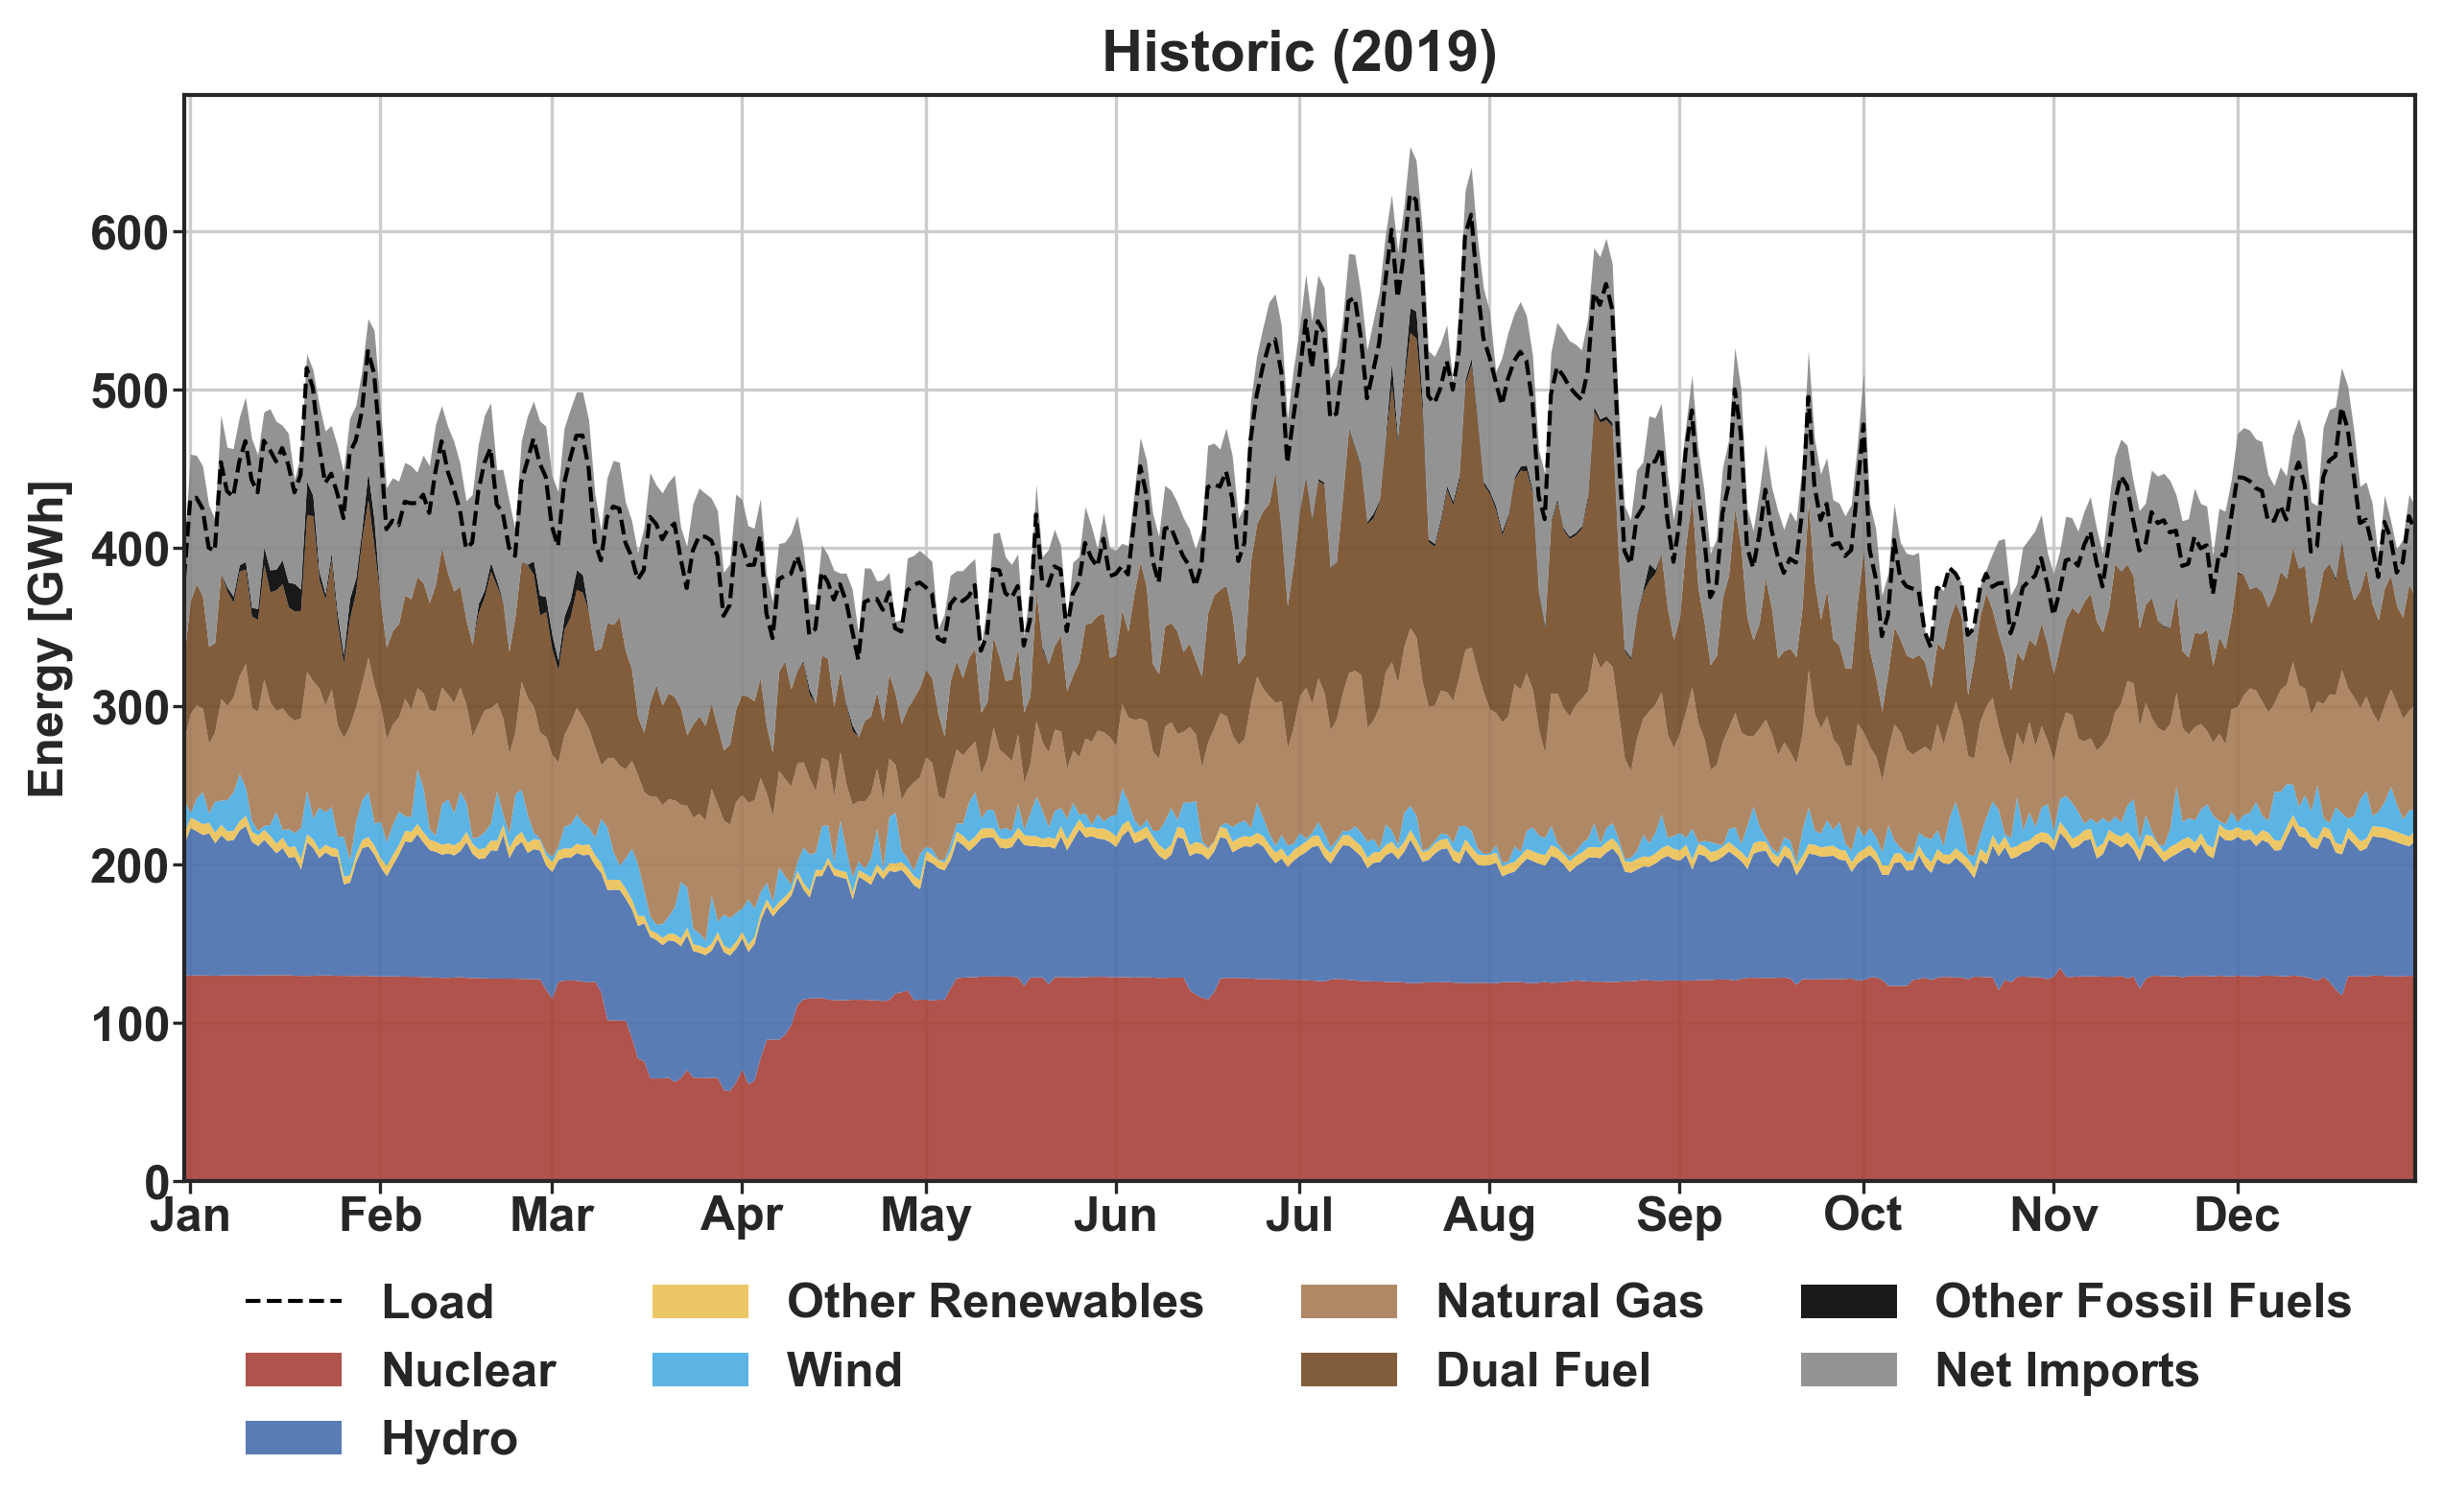 Historic (2019)
Energy [GWh]
600
500
400
300
200
100
0
Jan Feb Mar Apr May Jun Jul Aug Sep Oct Nov Dec
Load Other Renewables Natural Gas Other Fossil Fuels
Nuclear Wind Dual Fuel Net Imports
Hydro